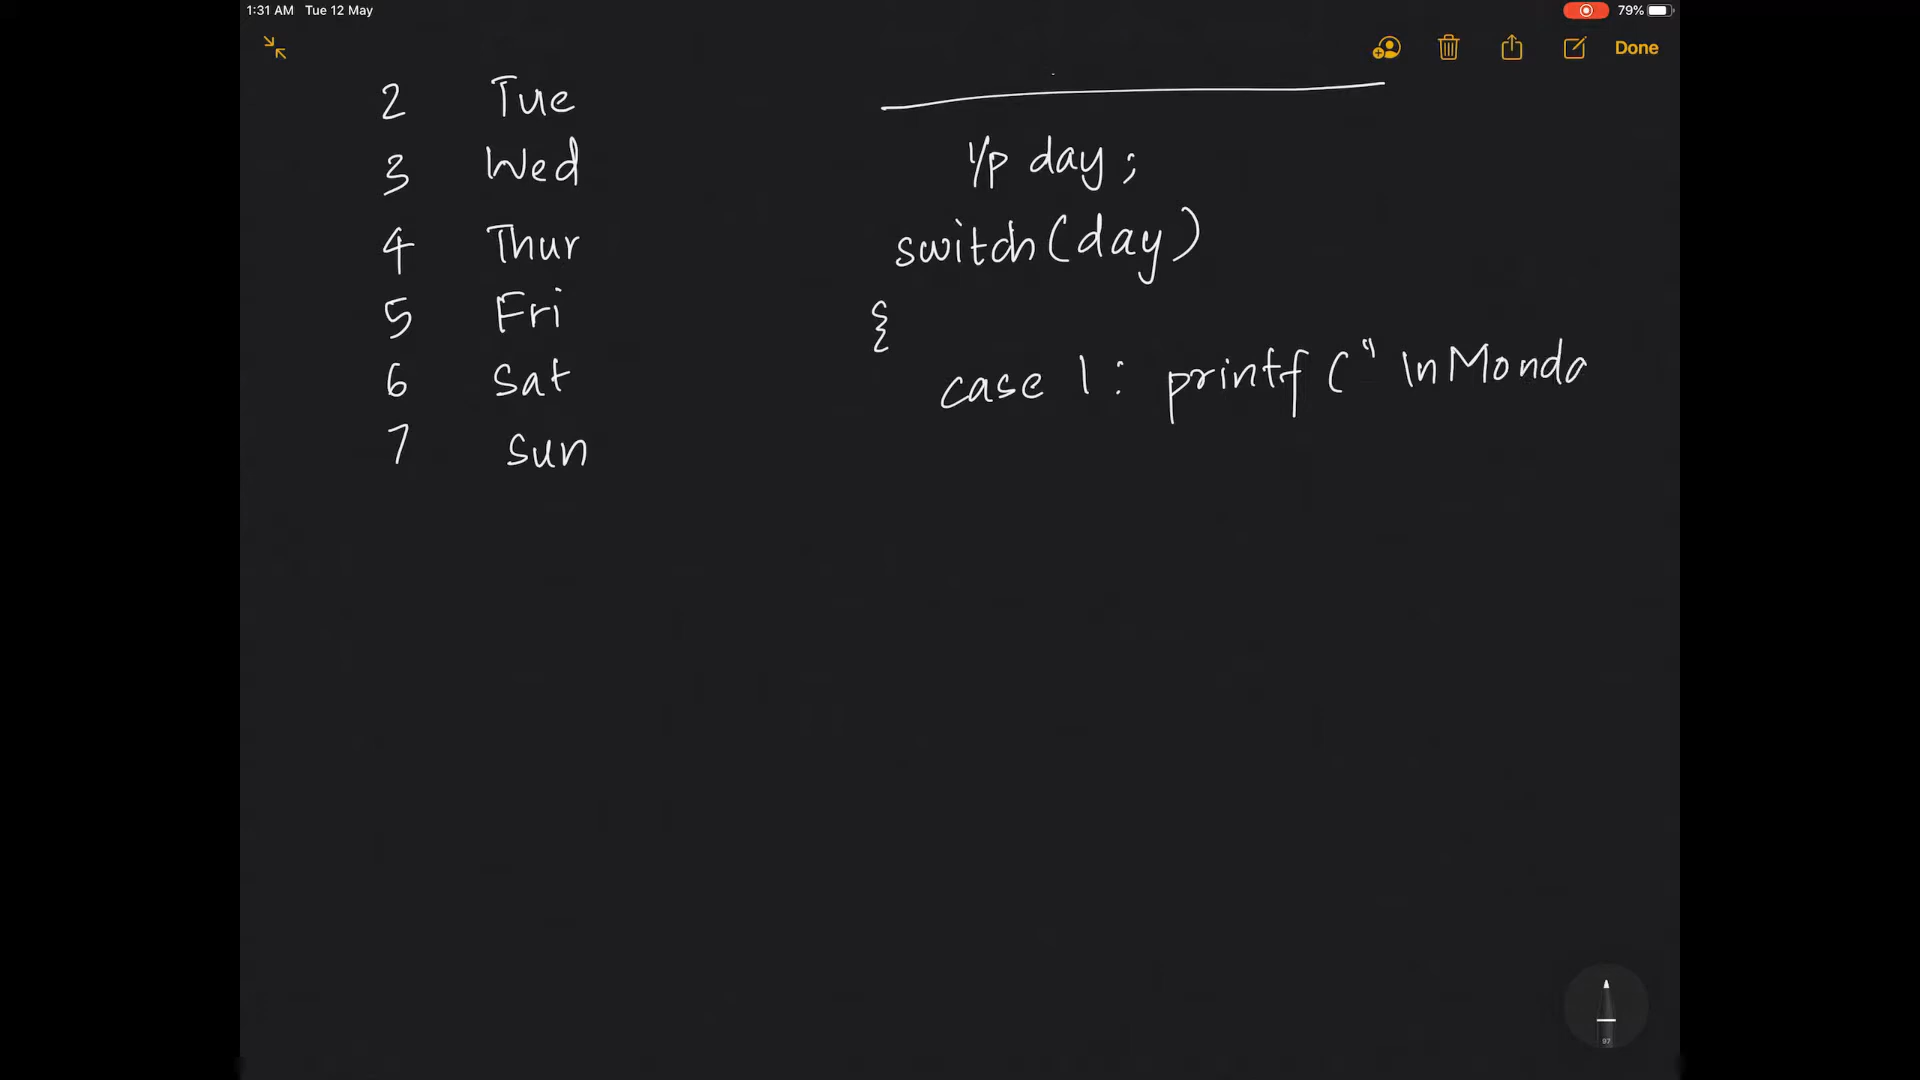 1:31 AM Tue 12 May
79%
Done
2 Tue
3 Wed
4 Thur
5 Fri
6 Sat
7 Sun
I/p day;
switch(day)
{
case 1: printf("\nMonda
97